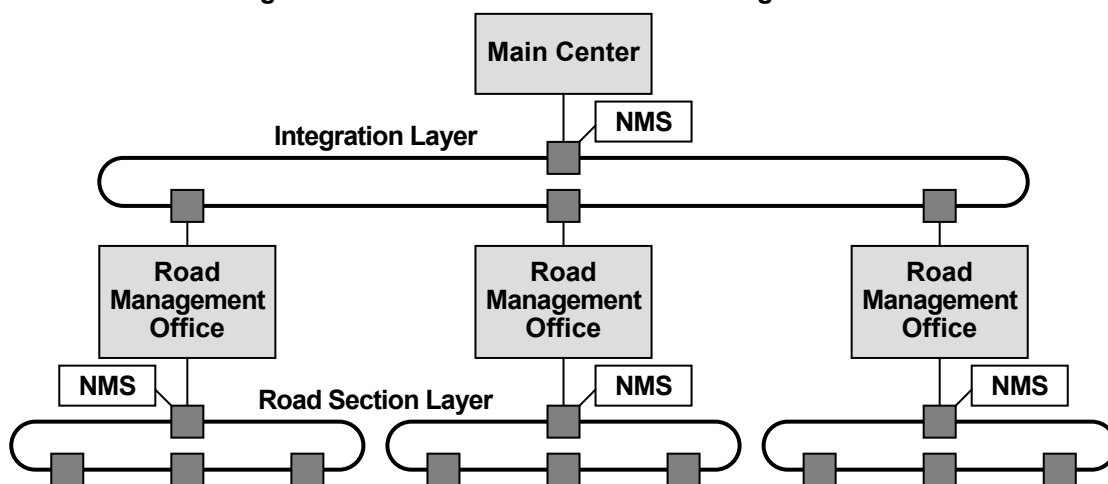 Main Center
NMS
Integration Layer
Road
Management
Office
Road
Management
Office
Road
Management
Office
NMS
NMS
NMS
Road Section Layer